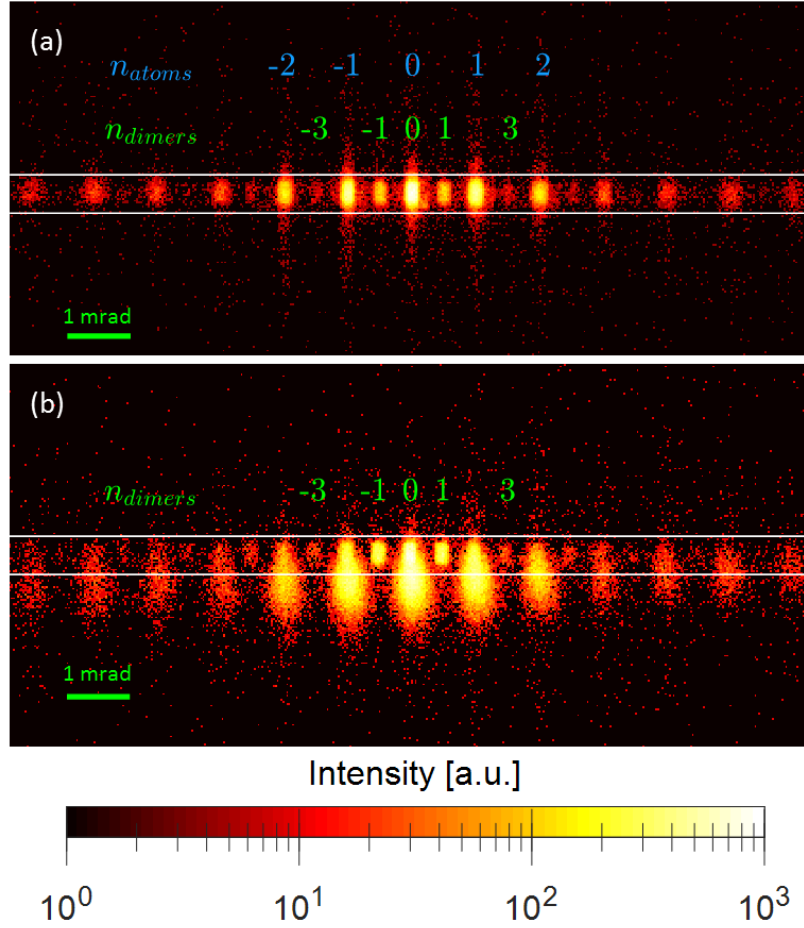 (a)
n_atoms -2 -1 0 1 2
n_dimers -3 -1 0 1 3
1 mrad
(b)
n_dimers -3 -1 0 1 3
1 mrad
Intensity [a.u.]
10^0 10^1 10^2 10^3